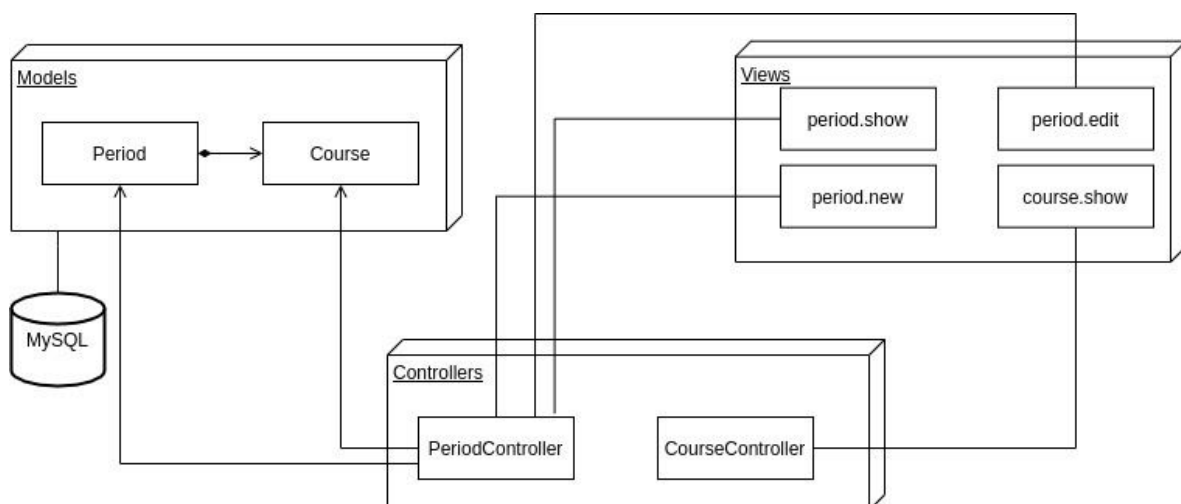 Models
Period
Course
MySQL
Views
period.show
period.edit
period.new
course.show
Controllers
PeriodController
CourseController